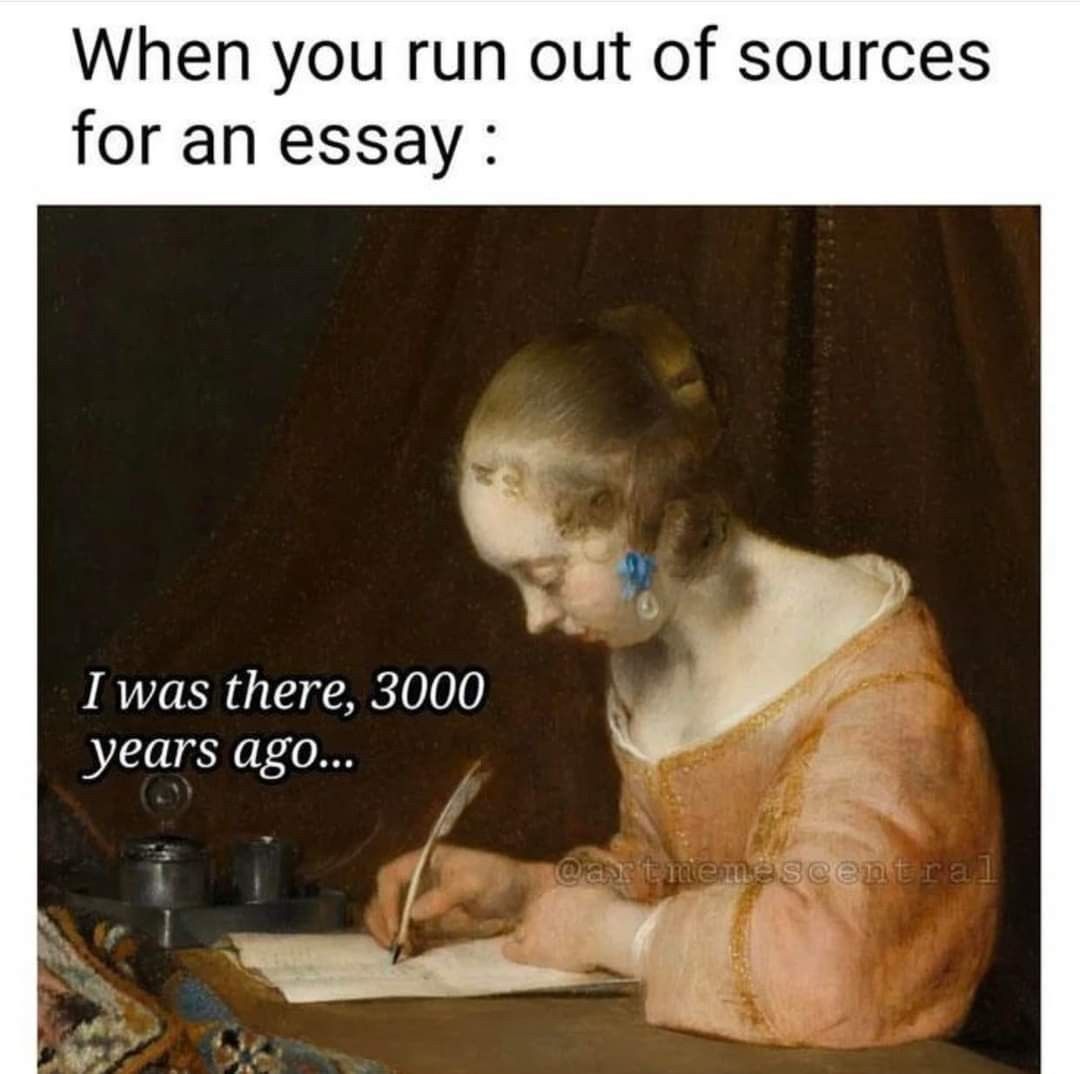 When you run out of sources
for an essay :
I was there, 3000
years ago...
@artmemescentral